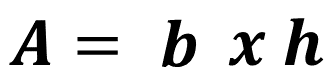 A = b x h